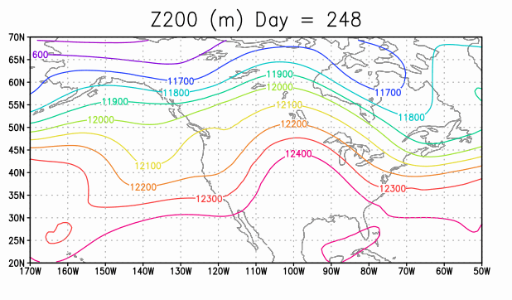 Z200 (m) Day = 248
70N
65N
60N
55N
50N
45N
40N
35N
30N
25N
20N
600
11700
11800
11900
12000
11900
12000
12100
12200
12400
11700
11800
12100
12200
12300
12300
170W 160W 150W 140W 130W 120W 110W 100W 90W 80W 70W 60W 50W